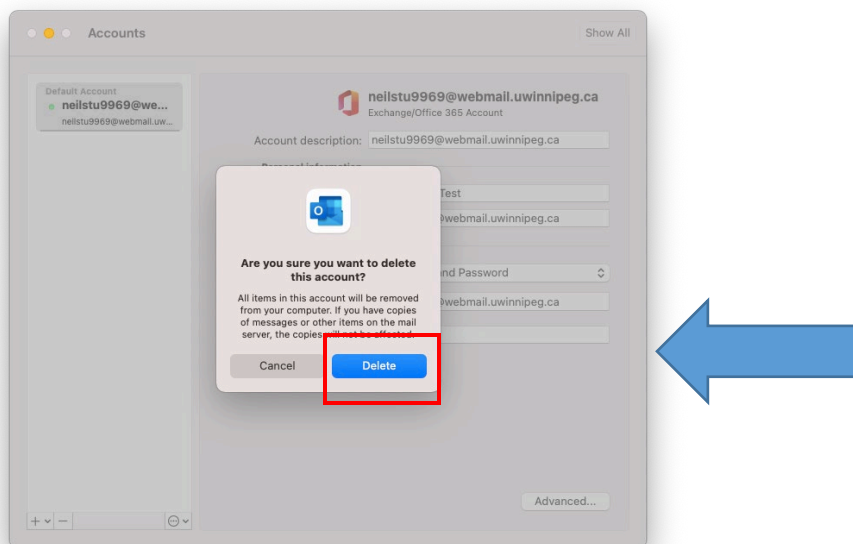 Accounts
Show All
Default Account
neilstu9969@we...
neilstu9969@webmail.uw...
neilstu9969@webmail.uwinnipeg.ca
Exchange/Office 365 Account
Account description: neilstu9969@webmail.uwinnipeg.ca
Personal information
Test
@webmail.uwinnipeg.ca
nd Password
@webmail.uwinnipeg.ca
Are you sure you want to delete
this account?
All items in this account will be removed
from your computer. If you have copies
of messages or other items on the mail
server, the copies will not be affected.
Cancel
Delete
Advanced...